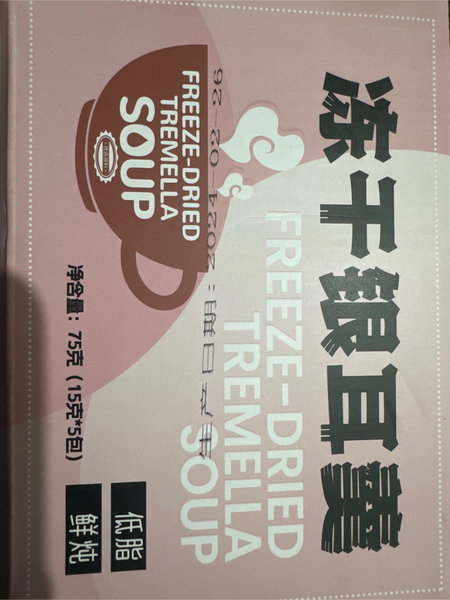 冻干银耳羹
FREEZE-DRIED
TREMELLA
SOUP
FREEZE-DRIED
TREMELLA
SOUP
生产日期：2024-02-26
净含量：75克（15克*5包）
低脂
鲜炖